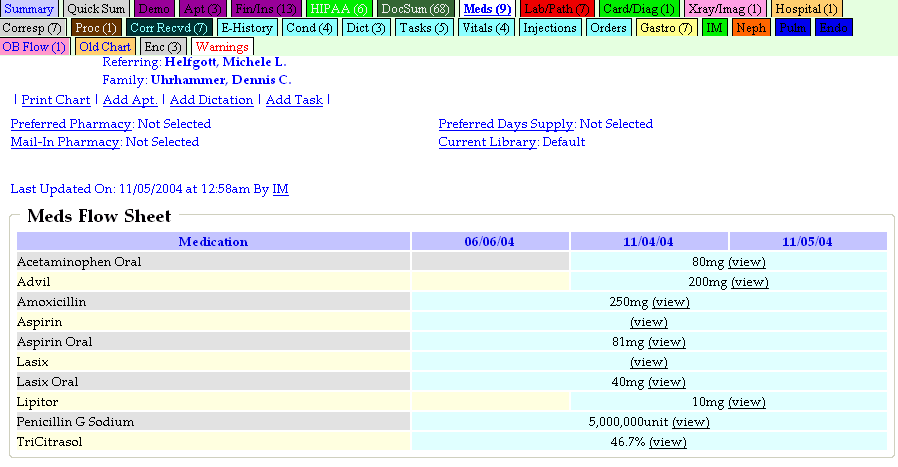 Summary Quick Sum Demo Apt (3) Fin/Ins (13) HIPAA (6) DocSum (68) Meds (9) Lab/Path (7) Card/Diag (1) Xray/Imag (1) Hospital (1)
Corresp (7) Proc (1) Corr Recvd (7) E-History Cond (4) Dict (3) Tasks (5) Vitals (4) Injections Orders Gastro (7) IM Neph Pulm Endo
OB Flow (1) Old Chart Enc (3) Warnings
Referring: Helfgott, Michele L.
Family: Uhrhammer, Dennis C.
| Print Chart | Add Apt. | Add Dictation | Add Task |
Preferred Pharmacy: Not Selected Preferred Days Supply: Not Selected
Mail-In Pharmacy: Not Selected Current Library: Default
Last Updated On: 11/05/2004 at 12:58am By IM
Meds Flow Sheet
Medication 06/06/04 11/04/04 11/05/04
Acetaminophen Oral 80mg (view)
Advil 200mg (view)
Amoxicillin 250mg (view)
Aspirin (view)
Aspirin Oral 81mg (view)
Lasix (view)
Lasix Oral 40mg (view)
Lipitor 10mg (view)
Penicillin G Sodium 5,000,000unit (view)
TriCitrasol 46.7% (view)